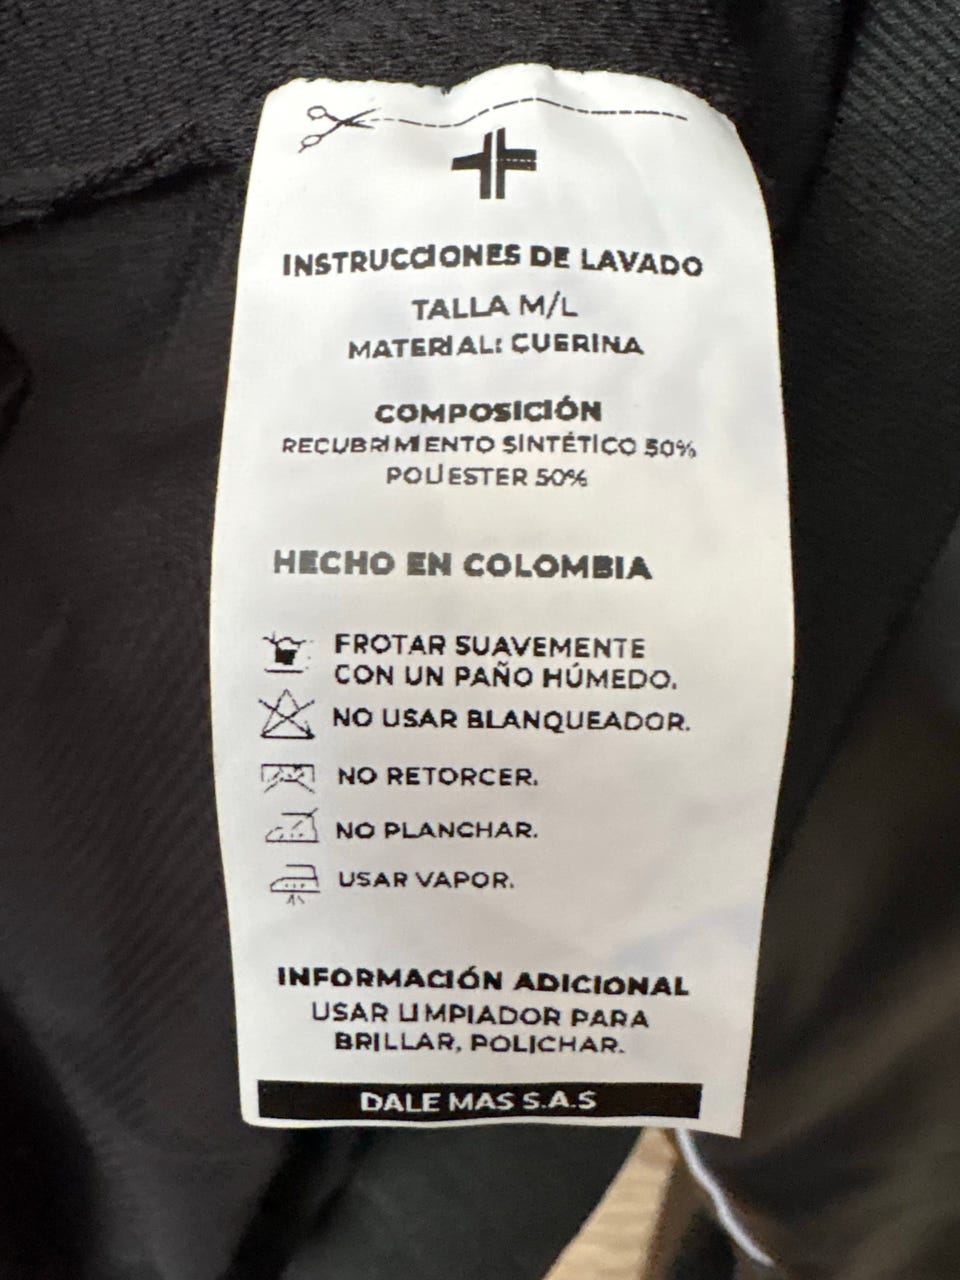 INSTRUCCIONES DE LAVADO
TALLA M/L
MATERIAL: CUERINA
COMPOSICIÓN
RECUBRIMIENTO SINTÉTICO 50%
POLIESTER 50%
HECHO EN COLOMBIA
FROTAR SUAVEMENTE
CON UN PAÑO HÚMEDO.
NO USAR BLANQUEADOR.
NO RETORCER.
NO PLANCHAR.
USAR VAPOR.
INFORMACIÓN ADICIONAL
USAR LIMPIADOR PARA
BRILLAR, POLICHAR.
DALE MAS S.A.S